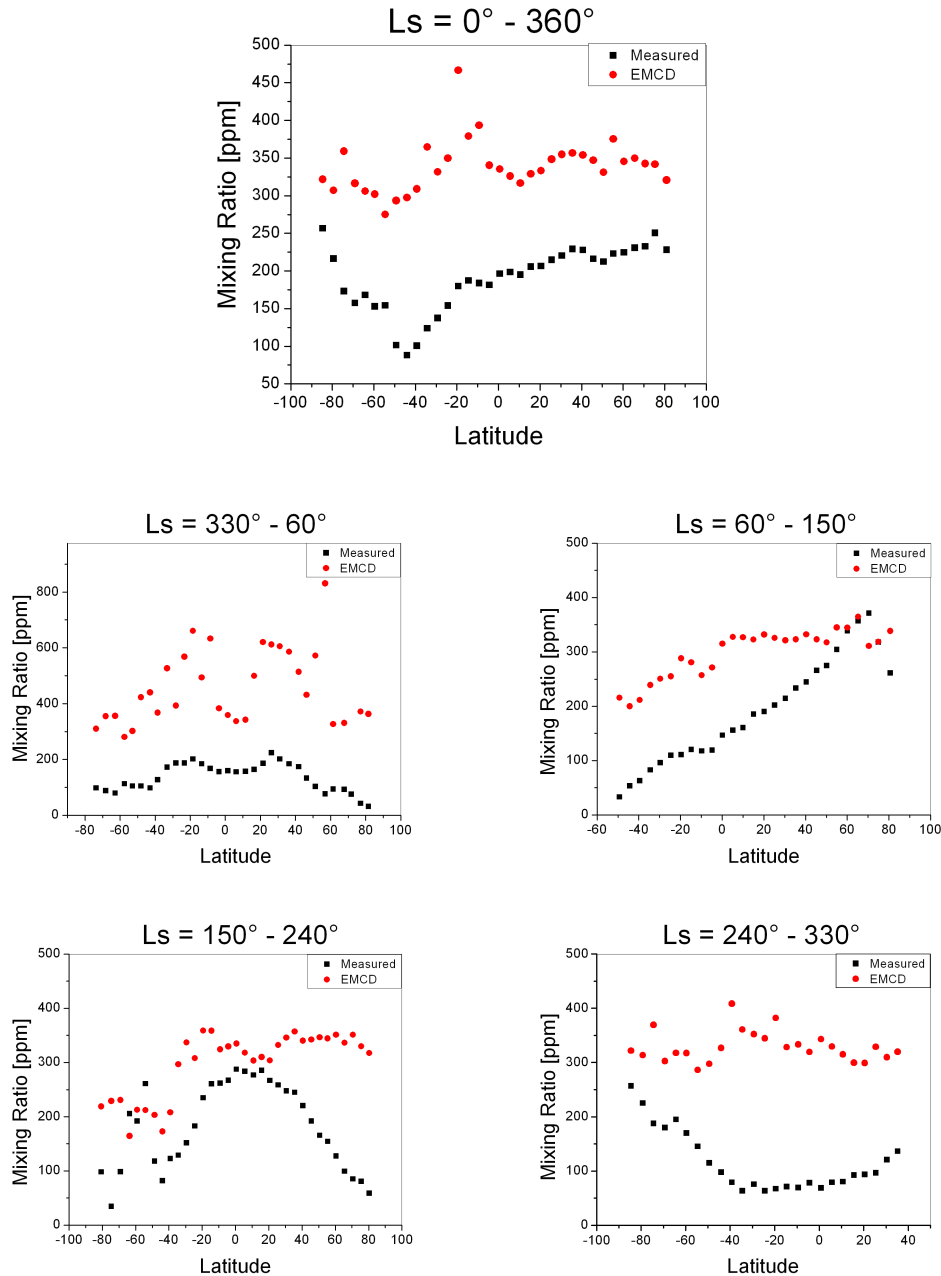 Ls = 0° - 360°
Measured
EMCD
Mixing Ratio [ppm]
500
450
400
350
300
250
200
150
100
50
-100 -80 -60 -40 -20 0 20 40 60 80 100
Latitude
Ls = 330° - 60°
Measured
EMCD
Mixing Ratio [ppm]
800
600
400
200
0
-80 -60 -40 -20 0 20 40 60 80 100
Latitude
Ls = 60° - 150°
Measured
EMCD
Mixing Ratio [ppm]
500
400
300
200
100
0
-60 -40 -20 0 20 40 60 80 100
Latitude
Ls = 150° - 240°
Measured
EMCD
Mixing Ratio [ppm]
500
400
300
200
100
0
-100 -80 -60 -40 -20 0 20 40 60 80 100
Latitude
Ls = 240° - 330°
Measured
EMCD
Mixing Ratio [ppm]
500
400
300
200
100
0
-100 -80 -60 -40 -20 0 20 40
Latitude